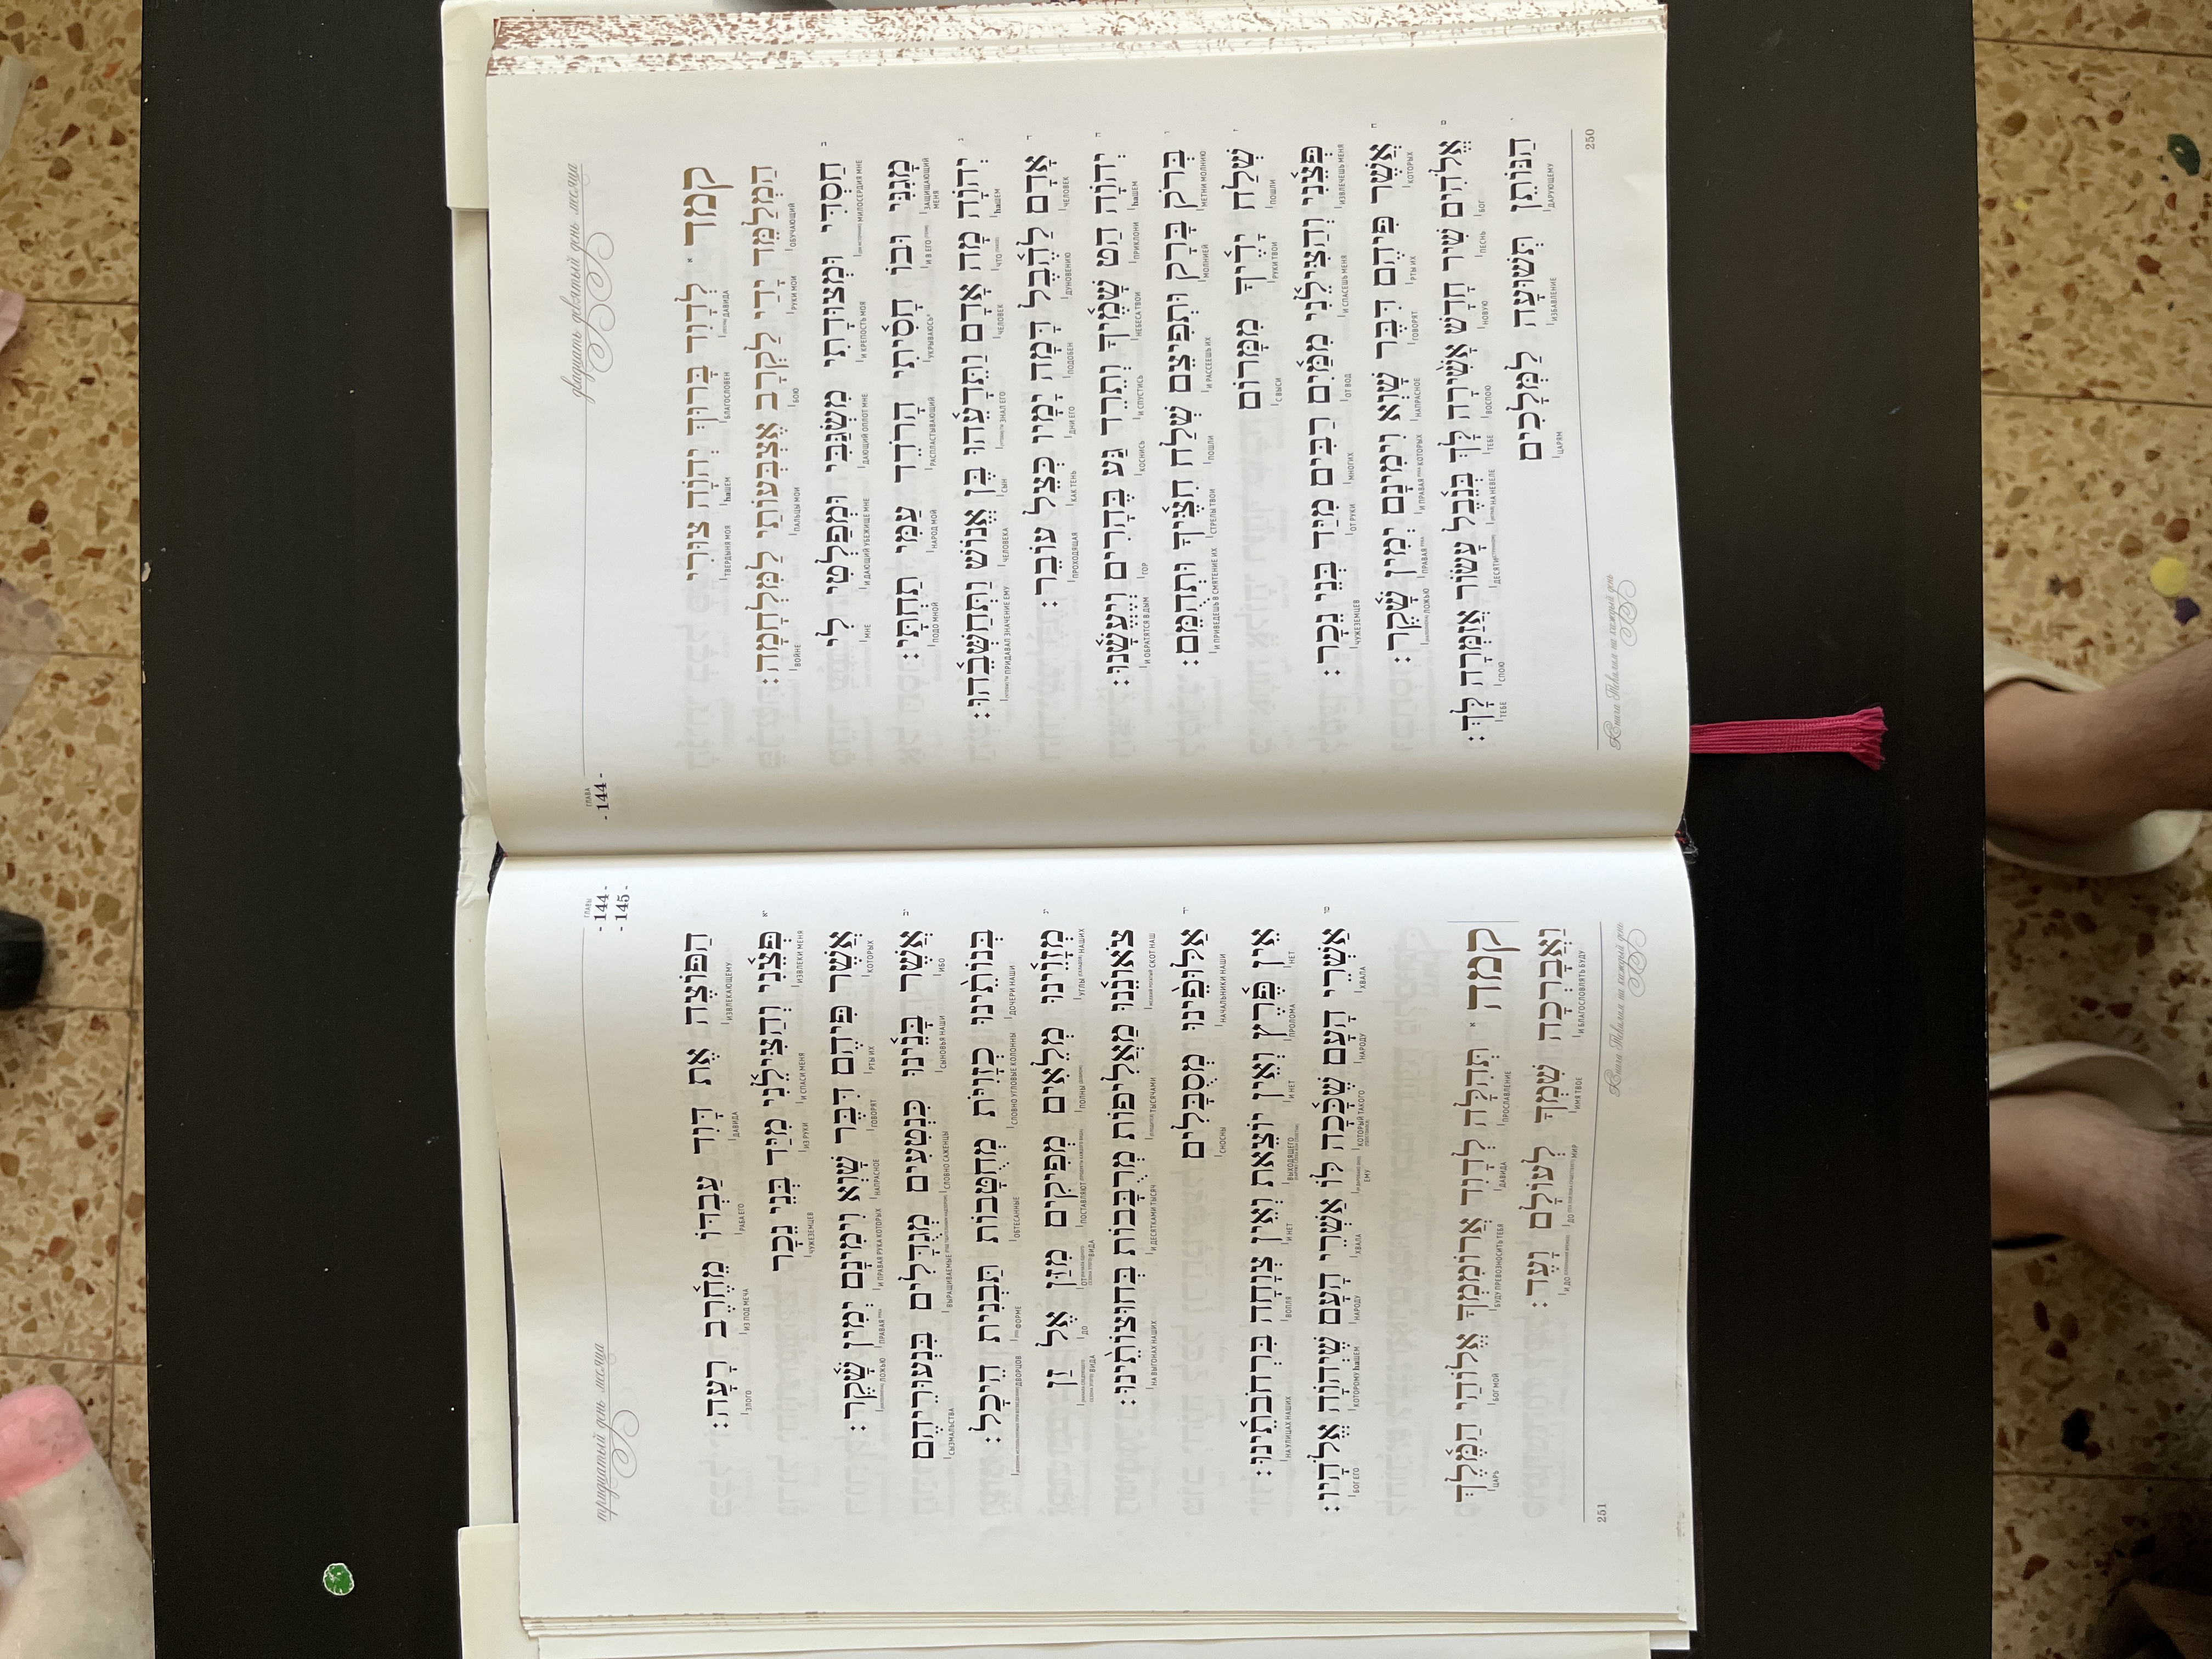 двадцать девятый день месяца
ГЛАВА
- 144 -
קמד א לְדָוִד בָּרוּךְ יְהוָֹה צוּרִי
ДАВИДА БЛАГОСЛОВЕН hаШЕМ ТВЕРДЫНЯ МОЯ
הַמְלַמֵּד יָדַי לַקְרָב אֶצְבְּעוֹתַי לַמִּלְחָמָה:
ОБУЧАЮЩИЙ РУКИ МОИ БОЮ ПАЛЬЦЫ МОИ ВОЙНЕ
ב חַסְדִּי וּמְצוּדָתִי מִשְׂגַּבִּי וּמְפַלְטִי לִי
МИЛОСЕРДИЯ МНЕ И КРЕПОСТЬ МОЯ ДАЮЩИЙ ОПЛОТ МНЕ И ДАЮЩИЙ УБЕЖИЩЕ МНЕ МНЕ
מָגִנִּי וּבוֹ חָסִ֫יתִי הָרֹדֵד עַמִּי תַחְתָּי:
ЗАЩИЩАЮЩИЙ МЕНЯ И В ЕГО УКРЫВАЮСЬ РАСПЛАСТЫВАЮЩИЙ НАРОД МОЙ ПОДО МНОЙ
ג יְהוָֹה מָה אָדָם וַתֵּדָעֵ֫הוּ בֶּן אֱנוֹשׁ וַתְּחַשְּׁבֵ֫הוּ:
hаШЕМ ЧТО ЧЕЛОВЕК ЗНАЛ ЕГО СЫН ЧЕЛОВЕКА ПРИДАВАЛ ЗНАЧЕНИЕ ЕМУ
ד אָדָם לַהֶ֫בֶל דָּמָה יָמָיו כְּצֵל עוֹבֵר:
ЧЕЛОВЕК ДУНОВЕНИЮ ПОДОБЕН ДНИ ЕГО КАК ТЕНЬ ПРОХОДЯЩАЯ
ה יְהוָֹה הַט שָׁמֶ֫יךָ וְתֵרֵד גַּע בֶּהָרִים וְיֶעֱשָׁ֫נוּ:
hаШЕМ ПРИКЛОНИ НЕБЕСА ТВОИ И СПУСТИСЬ КОСНИСЬ ГОР И ОБРАТЯТСЯ В ДЫМ
ו בְּרֹק בָּרָק וּתְפִיצֵם שְׁלַח חִצֶּ֫יךָ וּתְהֻמֵּם:
МЕТНИ МОЛНИЮ МОЛНИЕЙ И РАССЕЕШЬ ИХ ПОШЛИ СТРЕЛЫ ТВОИ И ПРИВЕДЕШЬ В СМЯТЕНИЕ ИХ
ז שְׁלַח יָדֶ֫יךָ מִמָּרוֹם
ПОШЛИ РУКИ ТВОИ С ВЫСИ
פְּצֵ֫נִי וְהַצִּילֵ֫נִי מִמַּ֫יִם רַבִּים מִיַּד בְּנֵי נֵכָר:
ИЗВЛЕЧЕШЬ МЕНЯ И СПАСЕШЬ МЕНЯ ОТ ВОД МНОГИХ ОТ РУКИ ЧУЖЕЗЕМЦЕВ
ח אֲשֶׁר פִּיהֶם דִּבֶּר שָׁוְא וִימִינָם יְמִין שָׁ֫קֶר:
КОТОРЫХ РТЫ ИХ ГОВОРЯТ НАПРАСНОЕ И ПРАВАЯ РУКА КОТОРЫХ ПРАВАЯ РУКА ЛОЖЬЮ
ט אֱלֹהִים שִׁיר חָדָשׁ אָשִׁ֫ירָה לָּךְ בְּנֵ֫בֶל עָשׂוֹר אֲזַמְּרָה לָּךְ:
БОГ ПЕСНЬ НОВУЮ ВОСПОЮ ТЕБЕ НА НЕВЕЛЕ ДЕСЯТИ СПОЮ ТЕБЕ
י הַנּוֹתֵן תְּשׁוּעָה לַמְּלָכִים
ДАРУЮЩЕМУ ИЗБАВЛЕНИЕ ЦАРЯМ
250
Книга Теhилим на каждый день
тридцатый день месяца
ГЛАВЫ
- 144 -
- 145 -
הַפּוֹצֶה אֶת דָּוִד עַבְדּוֹ מֵחֶ֫רֶב רָעָה:
ИЗВЛЕКАЮЩЕМУ ДАВИДА РАБА ЕГО ИЗ ПОД МЕЧА ЗЛОГО
יא פְּצֵ֫נִי וְהַצִּילֵ֫נִי מִיַּד בְּנֵי נֵכָר
ИЗВЛЕКИ МЕНЯ И СПАСИ МЕНЯ ИЗ РУКИ ЧУЖЕЗЕМЦЕВ
אֲשֶׁר פִּיהֶם דִּבֶּר שָׁוְא וִימִינָם יְמִין שָׁ֫קֶר:
КОТОРЫХ РТЫ ИХ ГОВОРЯТ НАПРАСНОЕ И ПРАВАЯ РУКА КОТОРЫХ ПРАВАЯ РУКА ЛОЖЬЮ
יב אֲשֶׁר בָּנֵ֫ינוּ כִּנְטִעִים מְגֻדָּלִים בִּנְעוּרֵיהֶם
ИБО СЫНОВЬЯ НАШИ СЛОВНО САЖЕНЦЫ ВЫРАЩИВАЕМЫЕ СЫЗМАЛЬСТВА
בְּנוֹתֵ֫ינוּ כְזָוִיֹּת מְחֻטָּבוֹת תַּבְנִית הֵיכָל:
ДОЧЕРИ НАШИ СЛОВНО УГЛОВЫЕ КОЛОННЫ ОБТЕСАННЫЕ ФОРМЕ ДВОРЦОВ
יג מְזָוֵ֫ינוּ מְלֵאִים מְפִיקִים מִזַּן אֶל זַן
УГЛЫ НАШИХ ПОЛНЫ ПОСТАВЛЯЮТ ОТ ВИДА ДО ВИДА
צֹאונֵ֫נוּ מַאֲלִיפוֹת מְרֻבָּבוֹת בְּחוּצוֹתֵ֫ינוּ:
СКОТ НАШ ТЫСЯЧАМИ И ДЕСЯТКАМИ ТЫСЯЧ НА ВЫГОНАХ НАШИХ
יד אַלּוּפֵ֫ינוּ מְסֻבָּלִים
НАЧАЛЬНИКИ НАШИ СНОСНЫ
אֵין פֶּ֫רֶץ וְאֵין יוֹצֵאת וְאֵין צְוָחָה בִּרְחֹבֹתֵ֫ינוּ:
НЕТ ПРОЛОМА И НЕТ ВЫХОДЯЩЕГО И НЕТ ВОПЛЯ НА УЛИЦАХ НАШИХ
טו אַשְׁרֵי הָעָם שֶׁכָּ֫כָה לּוֹ אַשְׁרֵי הָעָם שֶׁיְהוָֹה אֱלֹהָיו:
ХВАЛА НАРОДУ КОТОРЫЙ ТАКОГО ЕМУ ХВАЛА НАРОДУ КОТОРОМУ hаШЕМ БОГ ЕГО
קמה א תְּהִלָּה לְדָוִד אֲרוֹמִמְךָ אֱלוֹהַי הַמֶּ֫לֶךְ
ПРОСЛАВЛЕНИЕ ДАВИДА БУДУ ПРЕВОЗНОСИТЬ ТЕБЯ БОГ МОЙ ЦАРЬ
וַאֲבָרְכָה שִׁמְךָ לְעוֹלָם וָעֶד:
И БЛАГОСЛОВЛЯТЬ БУДУ ИМЯ ТВОЕ ДО МИР И ДО
251
Книга Теhилим на каждый день